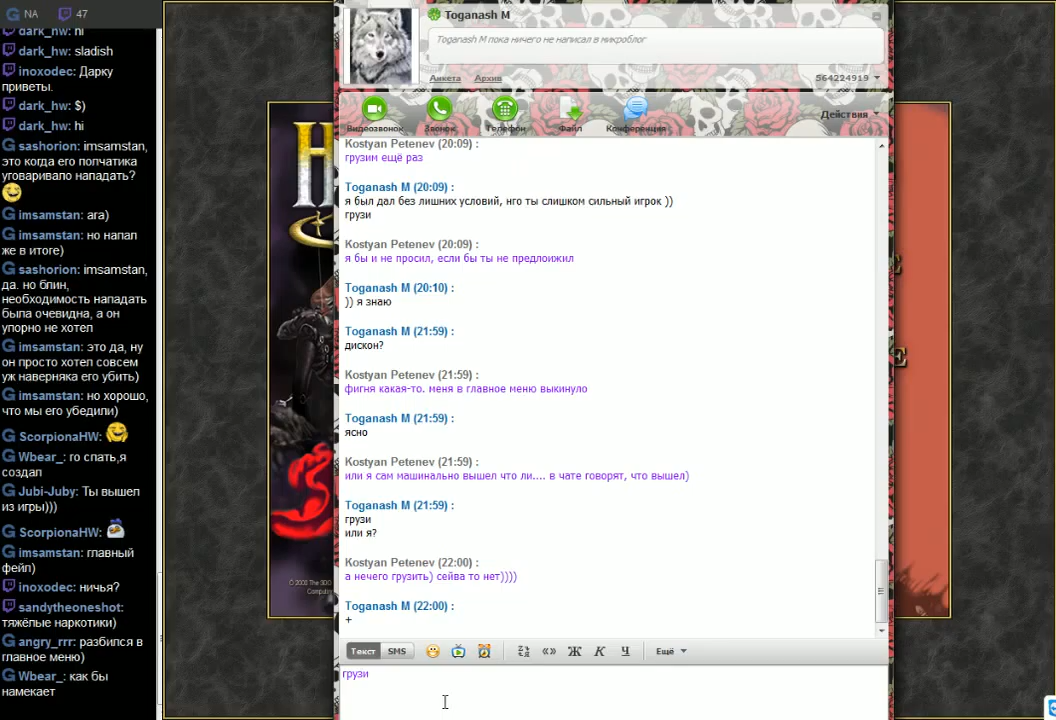 NA 47
dark_hw: hi
dark_hw: sladish
inoxodec: Дарку
приветы.
dark_hw: $)
dark_hw: hi
sashorion: imsamstan,
это когда его полчатика
уговаривало нападать?
imsamstan: ага)
imsamstan: но напал
же в итоге)
sashorion: imsamstan,
да. но блин,
необходимость нападать
была очевидна, а он
упорно не хотел
imsamstan: это да, ну
он просто хотел совсем
уж наверняка его убить)
imsamstan: но хорошо,
что мы его убедили)
ScorpionaHW:
Wbear_: го спать,я
создал
Jubi-Juby: Ты вышел
из игры)))
ScorpionaHW:
imsamstan: главный
фейл)
inoxodec: ничья?
sandytheoneshot:
тяжёлые наркотики)
angry_rrr: разбился в
главное меню)
Wbear_: как бы
намекает
H
3
© 2000 The 3DO
Compan
E
E
Toganash M
Toganash M пока ничего не написал в микроблог
Анкета Архив 564224919
Видеозвонок Звонок Телефон Файл Конференция Действия
Kostyan Petenev (20:09) :
грузим ещё раз
Toganash M (20:09) :
я был дал без лишних условий, нго ты слишком сильный игрок ))
грузи
Kostyan Petenev (20:09) :
я бы и не просил, если бы ты не предлоижил
Toganash M (20:10) :
)) я знаю
Toganash M (21:59) :
дискон?
Kostyan Petenev (21:59) :
фигня какая-то. меня в главное меню выкинуло
Toganash M (21:59) :
ясно
Kostyan Petenev (21:59) :
или я сам машинально вышел что ли.... в чате говорят, что вышел)
Toganash M (21:59) :
грузи
или я?
Kostyan Petenev (22:00) :
а нечего грузить) сейва то нет))))
Toganash M (22:00) :
+
Текст SMS «» Ж К Ч Ещё
грузи